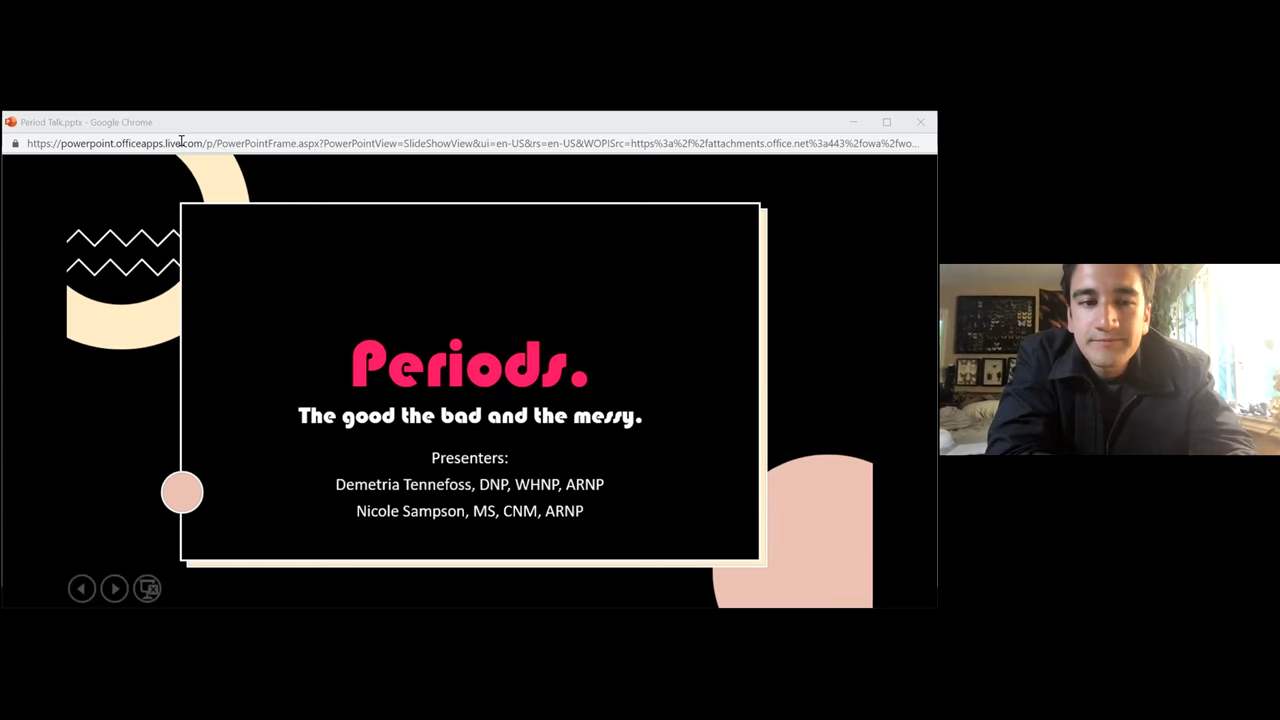 Period Talk.pptx - Google Chrome
https://powerpoint.officeapps.live.com/p/PowerPointFrame.aspx?PowerPointView=SlideShowView&ui=en-US&rs=en-US&WOPISrc=https%3a%2f%2fattachments.office.net%3a443%2fowa%2fwo...
Periods.
The good the bad and the messy.
Presenters:
Demetria Tennefoss, DNP, WHNP, ARNP
Nicole Sampson, MS, CNM, ARNP